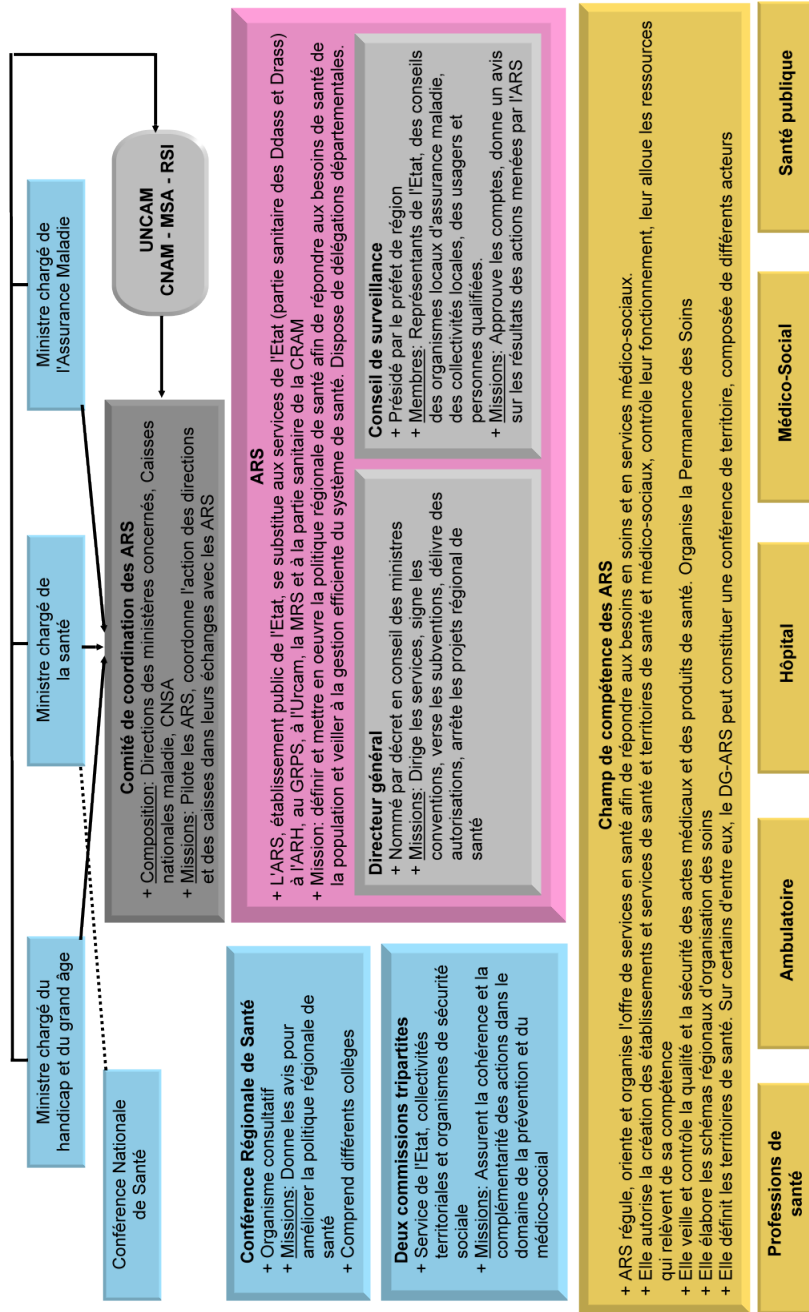 Ministre chargé du
handicap et du grand âge
Ministre chargé de
la santé
Ministre chargé de
l'Assurance Maladie
Conférence Nationale
de Santé
UNCAM
CNAM - MSA - RSI
Comité de coordination des ARS
+ Composition: Directions des ministères concernés, Caisses
nationales maladie, CNSA
+ Missions: Pilote les ARS, coordonne l'action des directions
et des caisses dans leurs échanges avec les ARS
Conférence Régionale de Santé
+ Organisme consultatif
+ Missions: Donne les avis pour
améliorer la politique régionale de
santé
+ Comprend différents collèges
Deux commissions tripartites
+ Service de l'Etat, collectivités
territoriales et organismes de sécurité
sociale
+ Missions: Assurent la cohérence et la
complémentarité des actions dans le
domaine de la prévention et du
médico-social
ARS
+ L'ARS, établissement public de l'Etat, se substitue aux services de l'Etat (partie sanitaire des Ddass et Drass)
à l'ARH, au GRPS, à l'Urcam, la MRS et à la partie sanitaire de la CRAM
+ Mission: définir et mettre en oeuvre la politique régionale de santé afin de répondre aux besoins de santé de
la population et veiller à la gestion efficiente du système de santé. Dispose de délégations départementales.
Directeur général
+ Nommé par décret en conseil des ministres
+ Missions: Dirige les services, signe les
conventions, verse les subventions, délivre des
autorisations, arrête les projets régional de
santé
Conseil de surveillance
+ Présidé par le préfet de région
+ Membres: Représentants de l'Etat, des conseils
des organismes locaux d'assurance maladie,
des collectivités locales, des usagers et
personnes qualifiées.
+ Missions: Approuve les comptes, donne un avis
sur les résultats des actions menées par l'ARS
Champ de compétence des ARS
+ ARS régule, oriente et organise l'offre de services en santé afin de répondre aux besoins en soins et en services médico-sociaux.
+ Elle autorise la création des établissements et services de santé et territoires de santé et médico-sociaux, contrôle leur fonctionnement, leur alloue les ressources
qui relèvent de sa compétence
+ Elle veille et contrôle la qualité et la sécurité des actes médicaux et des produits de santé. Organise la Permanence des Soins
+ Elle élabore les schémas régionaux d'organisation des soins
+ Elle définit les territoires de santé. Sur certains d'entre eux, le DG-ARS peut constituer une conférence de territoire, composée de différents acteurs
Professions de
santé
Ambulatoire
Hôpital
Médico-Social
Santé publique